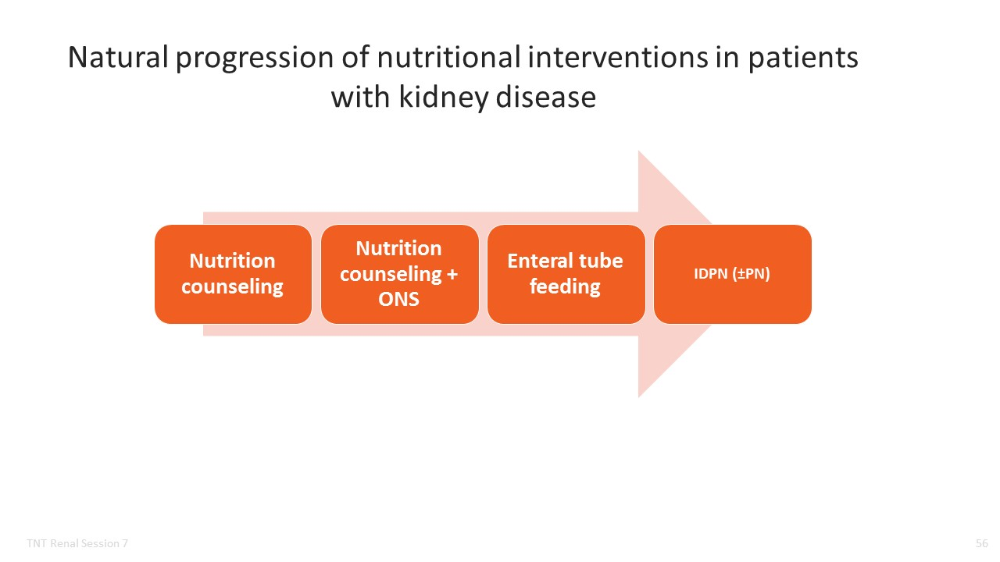 Natural progression of nutritional interventions in patients
with kidney disease
Nutrition
counseling
Nutrition
counseling +
ONS
Enteral tube
feeding
IDPN (±PN)
TNT Renal Session 7
56